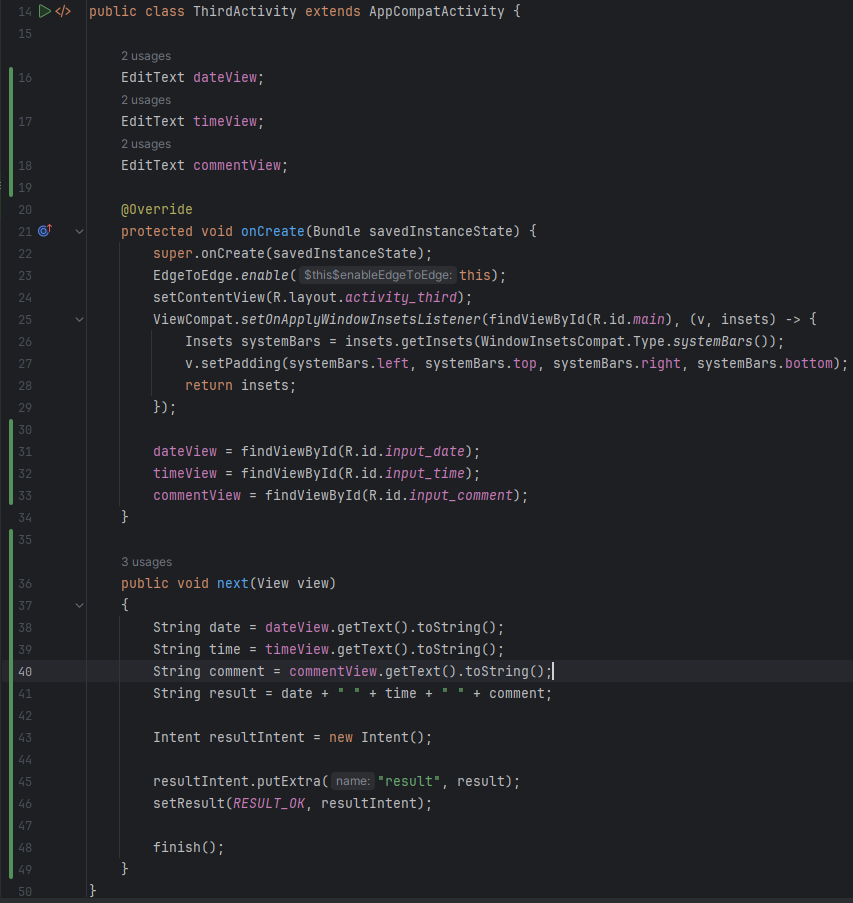 14 public class ThirdActivity extends AppCompatActivity {
15
2 usages
16 EditText dateView;
2 usages
17 EditText timeView;
2 usages
18 EditText commentView;
19
20 @Override
21 protected void onCreate(Bundle savedInstanceState) {
22 super.onCreate(savedInstanceState);
23 EdgeToEdge.enable( $this$enableEdgeToEdge: this);
24 setContentView(R.layout.activity_third);
25 ViewCompat.setOnApplyWindowInsetsListener(findViewById(R.id.main), (v, insets) -> {
26 Insets systemBars = insets.getInsets(WindowInsetsCompat.Type.systemBars());
27 v.setPadding(systemBars.left, systemBars.top, systemBars.right, systemBars.bottom);
28 return insets;
29 });
30
31 dateView = findViewById(R.id.input_date);
32 timeView = findViewById(R.id.input_time);
33 commentView = findViewById(R.id.input_comment);
34 }
35
3 usages
36 public void next(View view)
37 {
38 String date = dateView.getText().toString();
39 String time = timeView.getText().toString();
40 String comment = commentView.getText().toString();
41 String result = date + " " + time + " " + comment;
42
43 Intent resultIntent = new Intent();
44
45 resultIntent.putExtra( name: "result", result);
46 setResult(RESULT_OK, resultIntent);
47
48 finish();
49 }
50 }